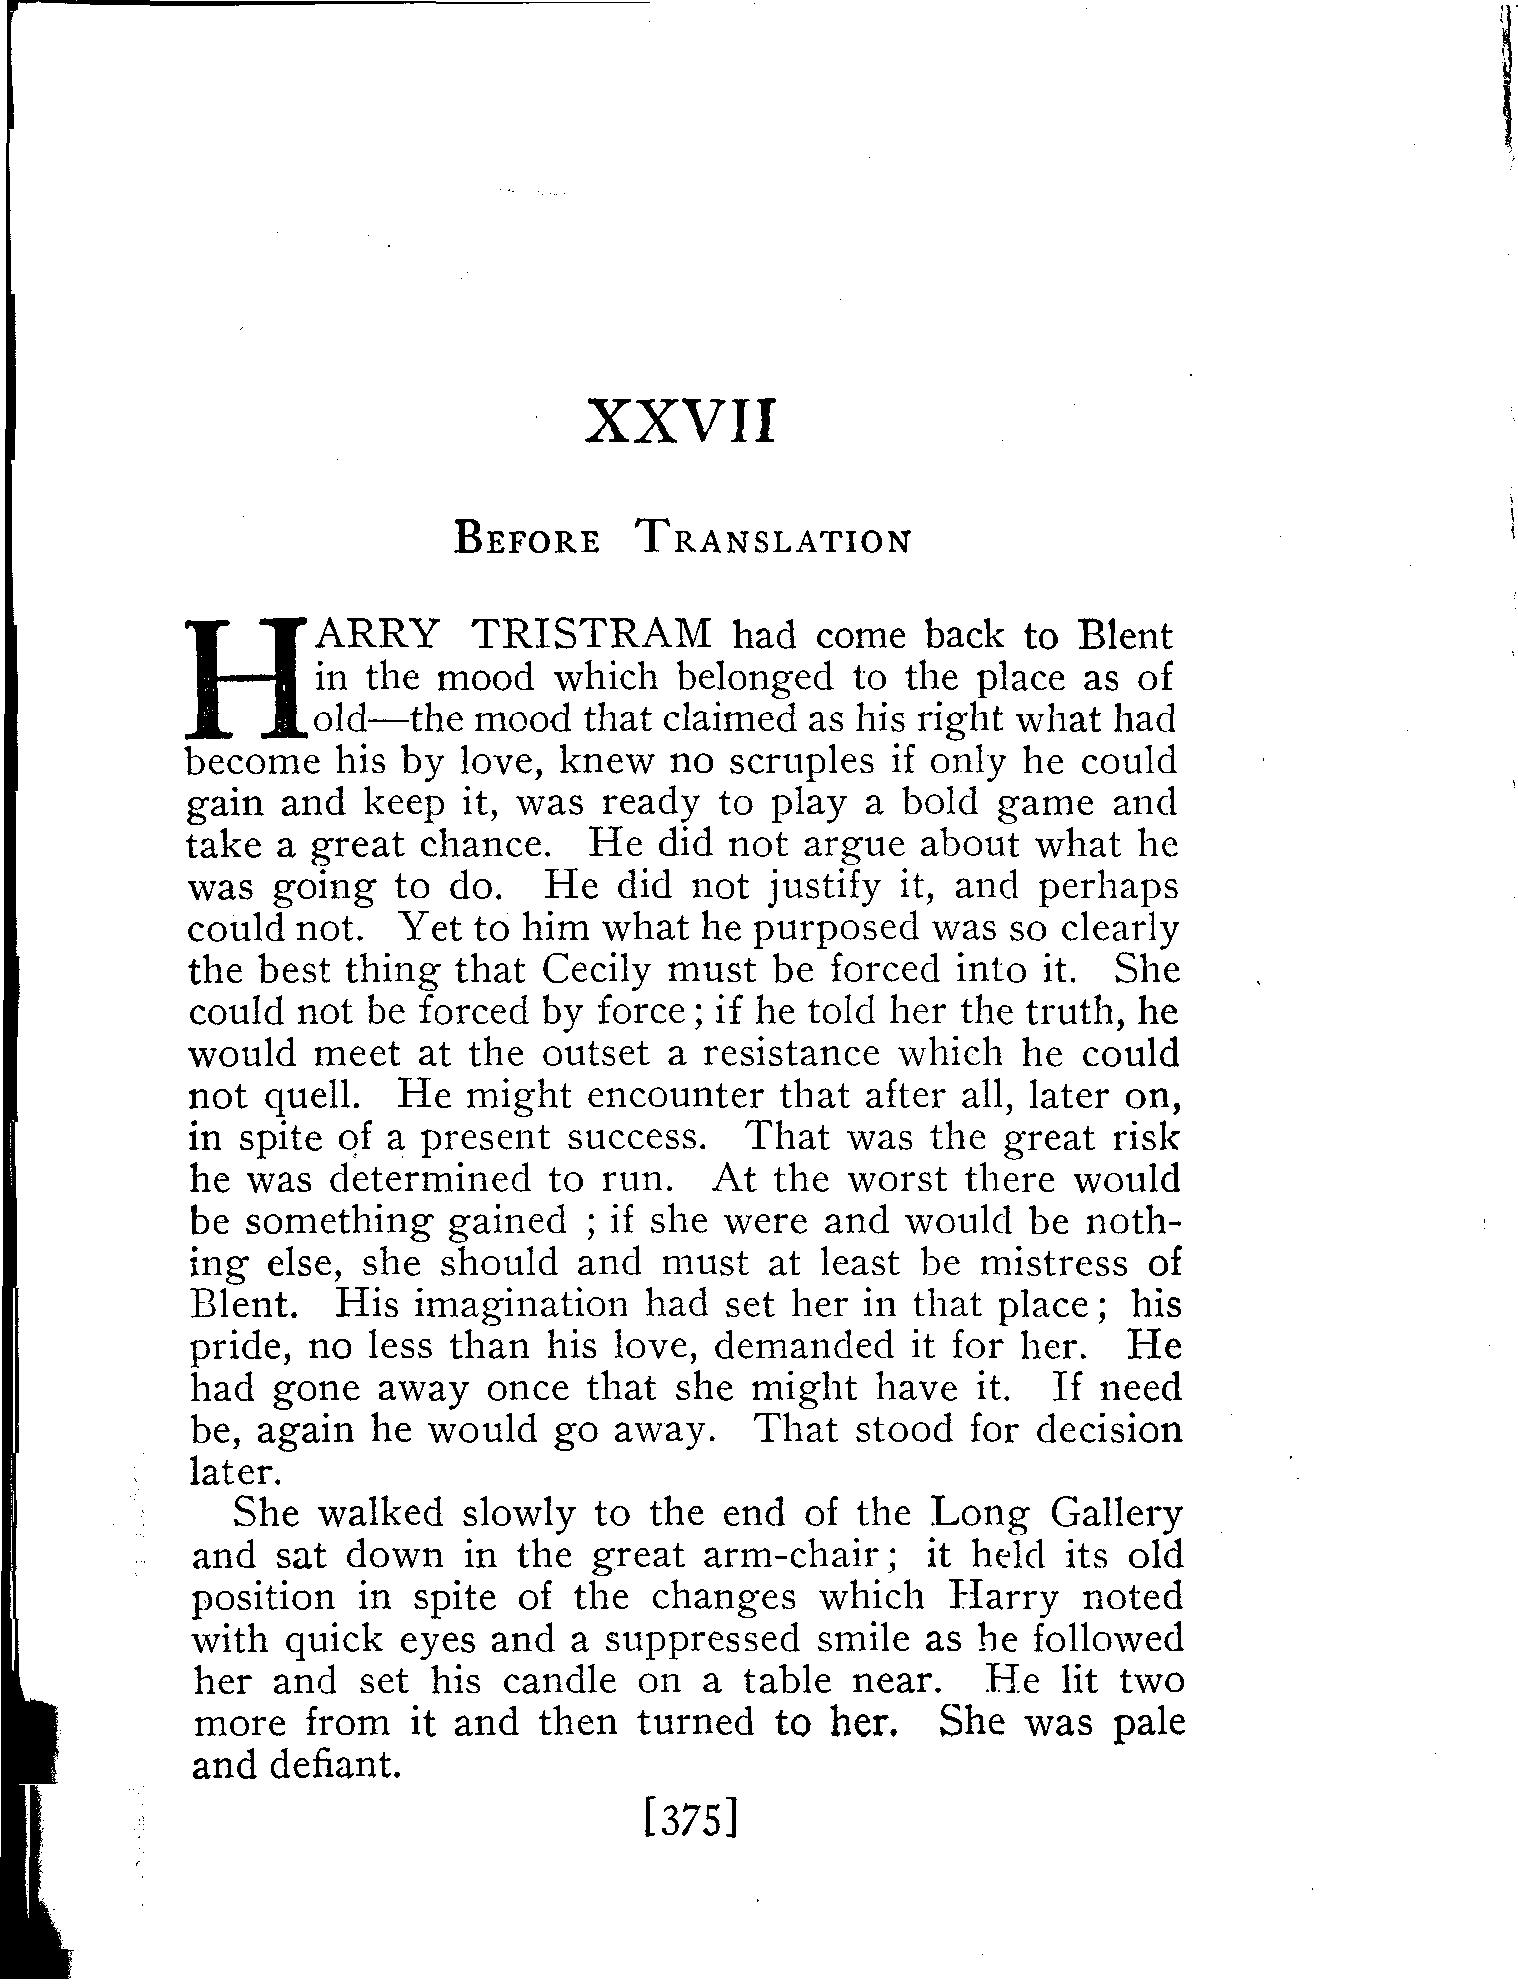 XXVII
BEFORE TRANSLATION
HARRY TRISTRAM had come back to Blent
in the mood which belonged to the place as of
old—the mood that claimed as his right what had
become his by love, knew no scruples if only he could
gain and keep it, was ready to play a bold game and
take a great chance. He did not argue about what he
was going to do. He did not justify it, and perhaps
could not. Yet to him what he purposed was so clearly
the best thing that Cecily must be forced into it. She
could not be forced by force; if he told her the truth, he
would meet at the outset a resistance which he could
not quell. He might encounter that after all, later on,
in spite of a present success. That was the great risk
he was determined to run. At the worst there would
be something gained ; if she were and would be noth-
ing else, she should and must at least be mistress of
Blent. His imagination had set her in that place; his
pride, no less than his love, demanded it for her. He
had gone away once that she might have it. If need
be, again he would go away. That stood for decision
later.
She walked slowly to the end of the Long Gallery
and sat down in the great arm-chair; it held its old
position in spite of the changes which Harry noted
with quick eyes and a suppressed smile as he followed
her and set his candle on a table near. He lit two
more from it and then turned to her. She was pale
and defiant.
[375]